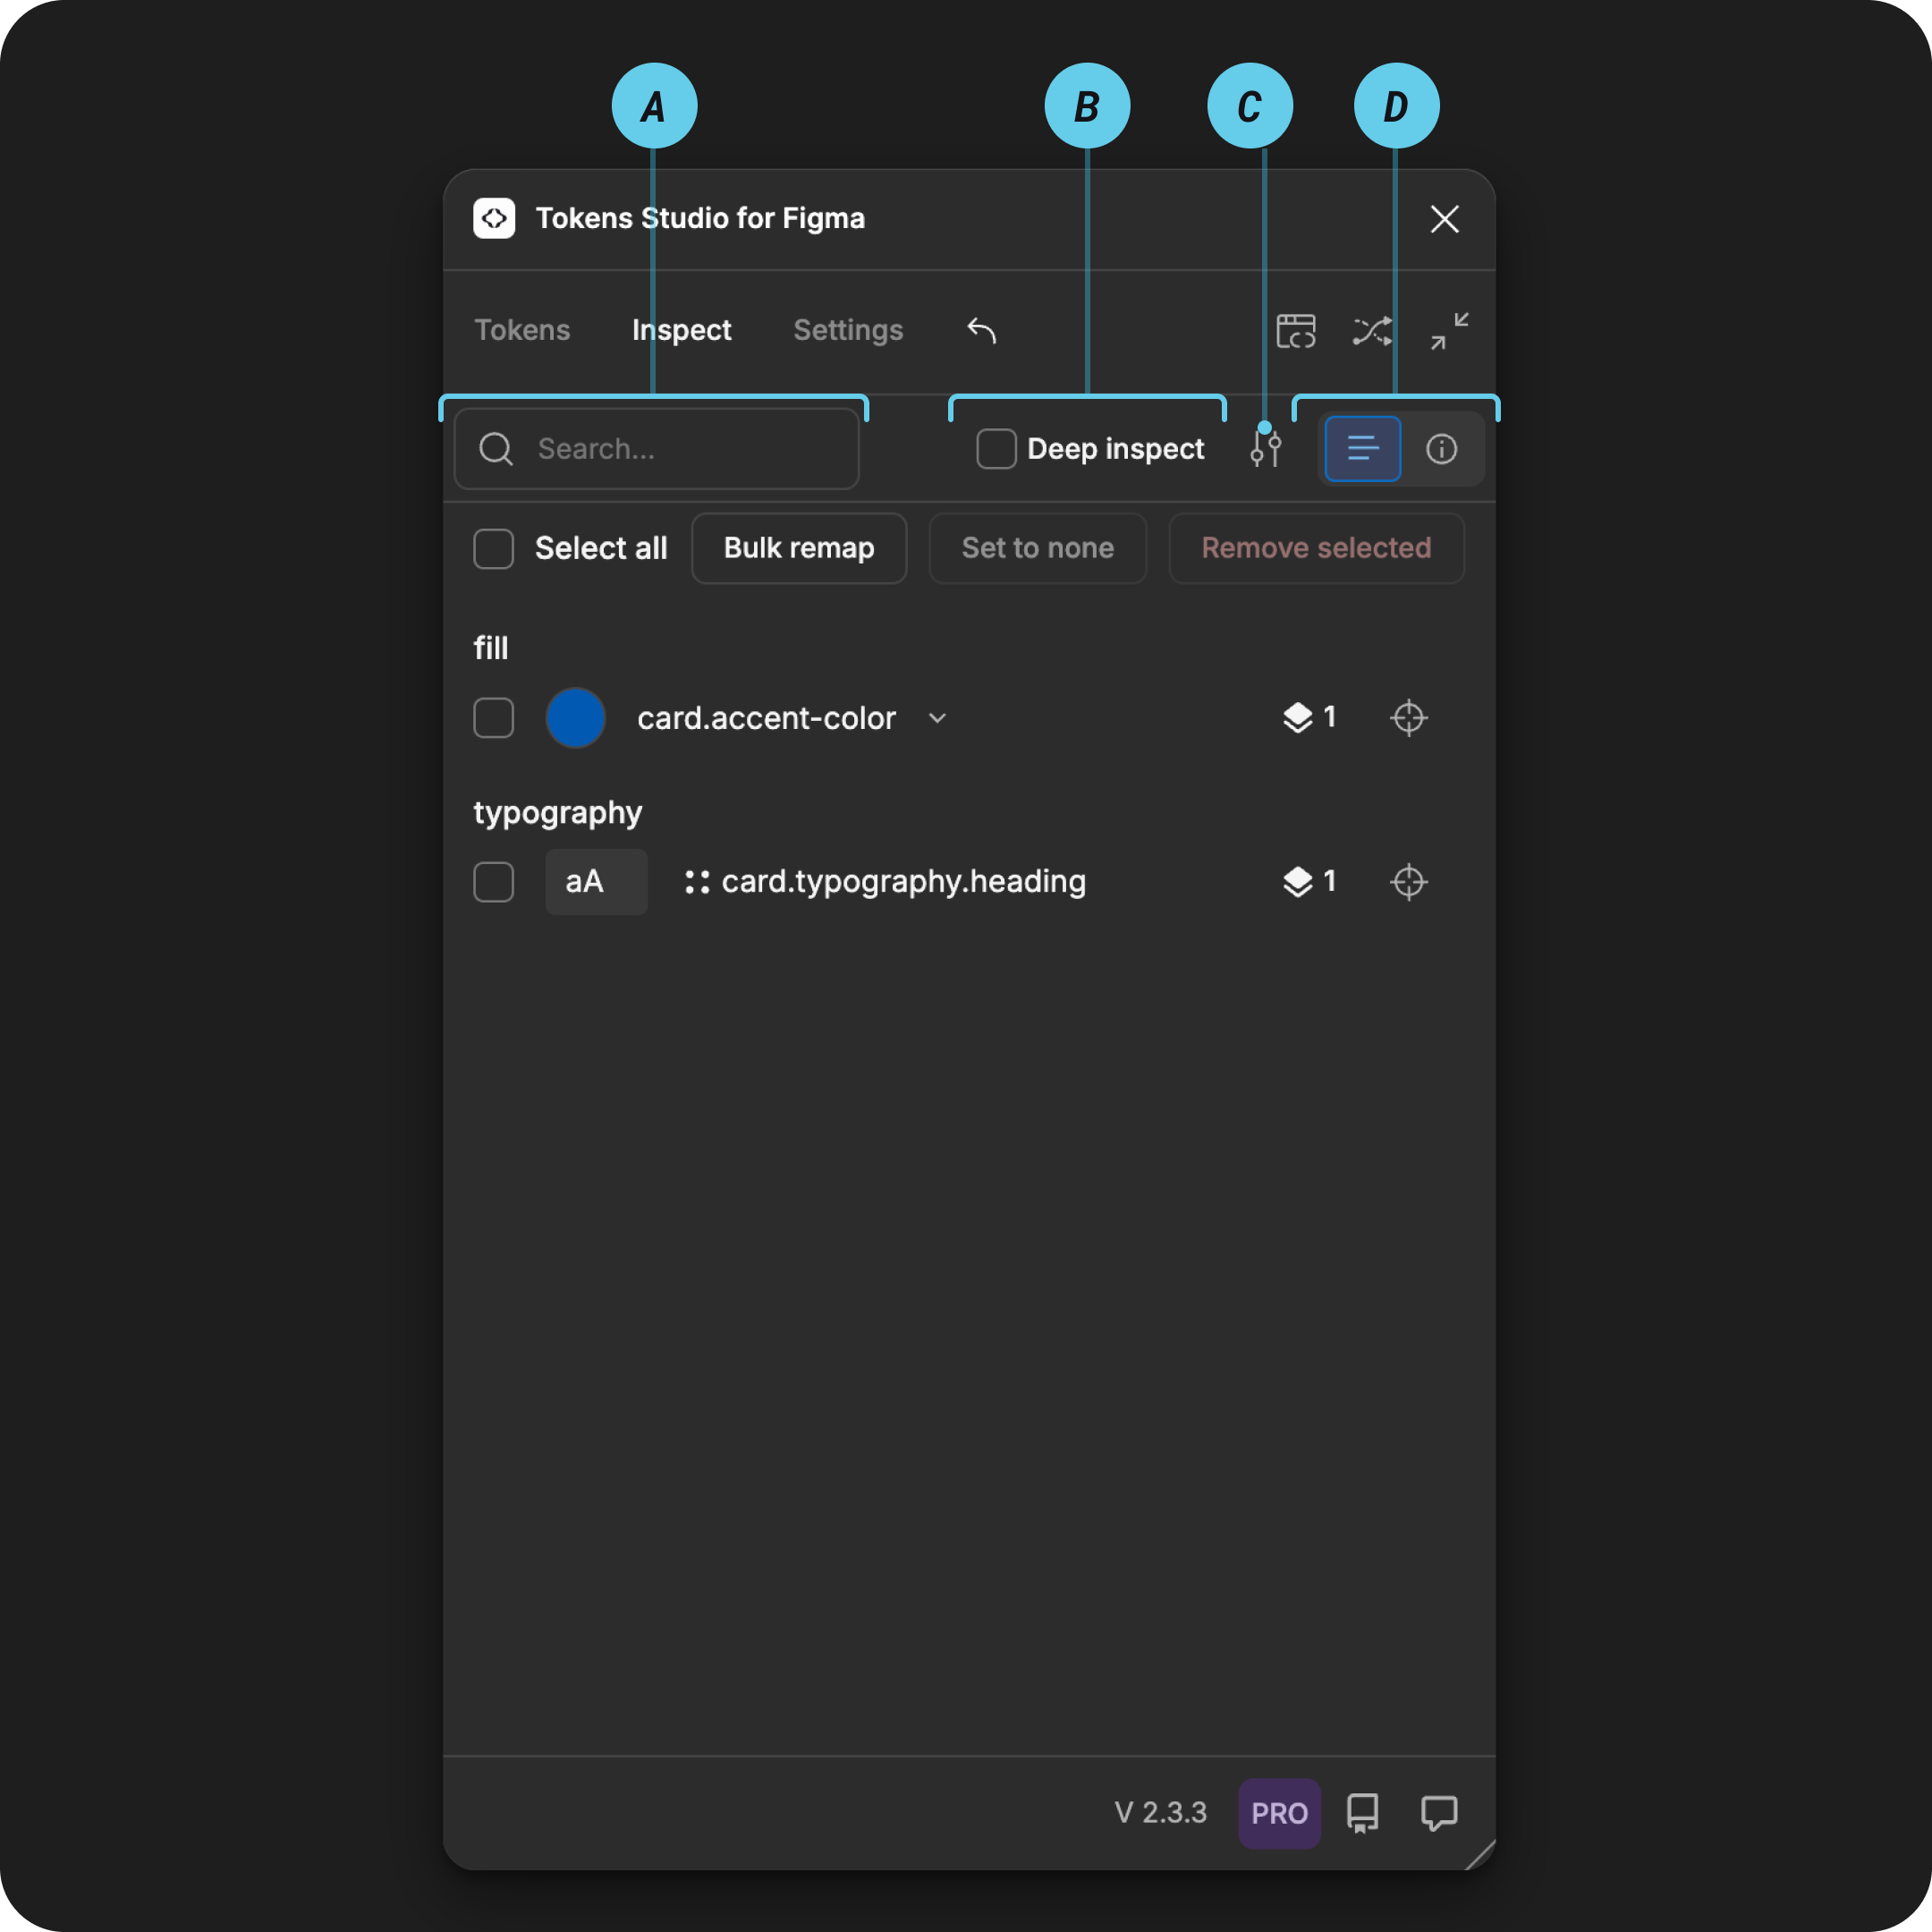 A B C D
Tokens Studio for Figma
Tokens Inspect Settings
Search... Deep inspect
Select all Bulk remap Set to none Remove selected
fill
card.accent-color 1
typography
aA card.typography.heading 1
V 2.3.3 PRO